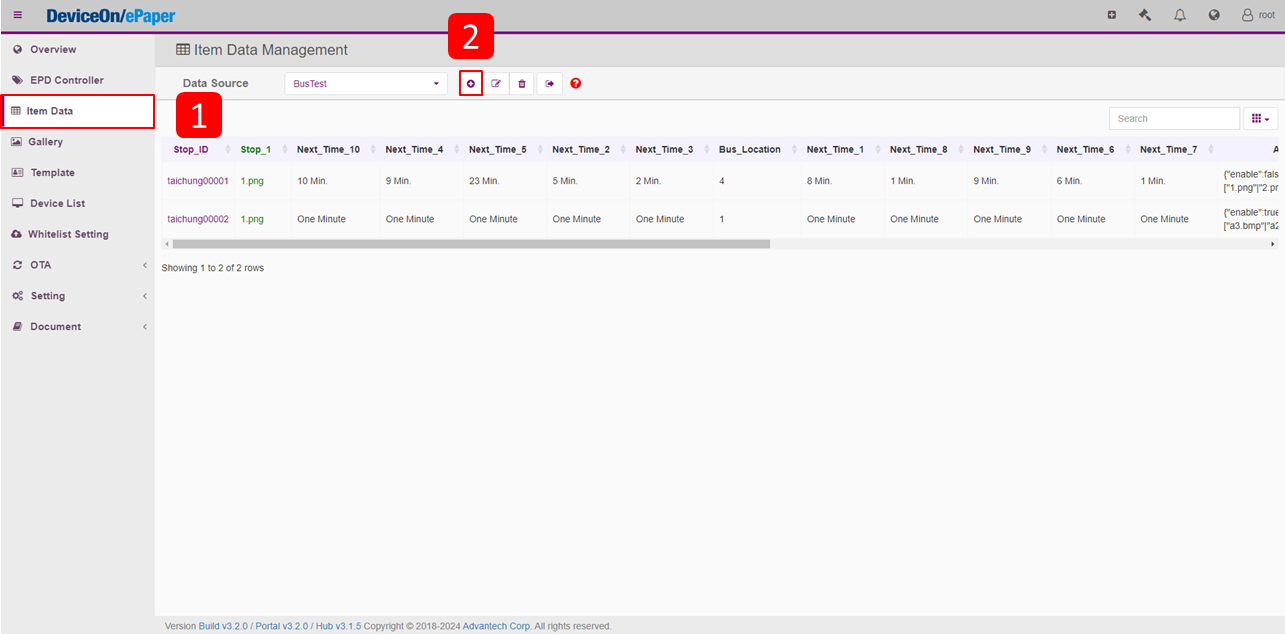 DeviceOn/ePaper
root
Overview
EPD Controller
Item Data
Gallery
Template
Device List
Whitelist Setting
OTA
Setting
Document
1
2
Item Data Management
Data Source BusTest ?
Search
Stop_ID Stop_1 Next_Time_10 Next_Time_4 Next_Time_5 Next_Time_2 Next_Time_3 Bus_Location Next_Time_1 Next_Time_8 Next_Time_9 Next_Time_6 Next_Time_7 A
taichung00001 1.png 10 Min. 9 Min. 23 Min. 5 Min. 2 Min. 4 8 Min. 1 Min. 9 Min. 6 Min. 1 Min. {"enable":fals
["1.png"|"2.pr
taichung00002 1.png One Minute One Minute One Minute One Minute One Minute 1 One Minute One Minute One Minute One Minute One Minute {"enable":true
["a3.bmp"|"a2
Showing 1 to 2 of 2 rows
Version Build v3.2.0 / Portal v3.2.0 / Hub v3.1.5 Copyright © 2018-2024 Advantech Corp. All rights reserved.